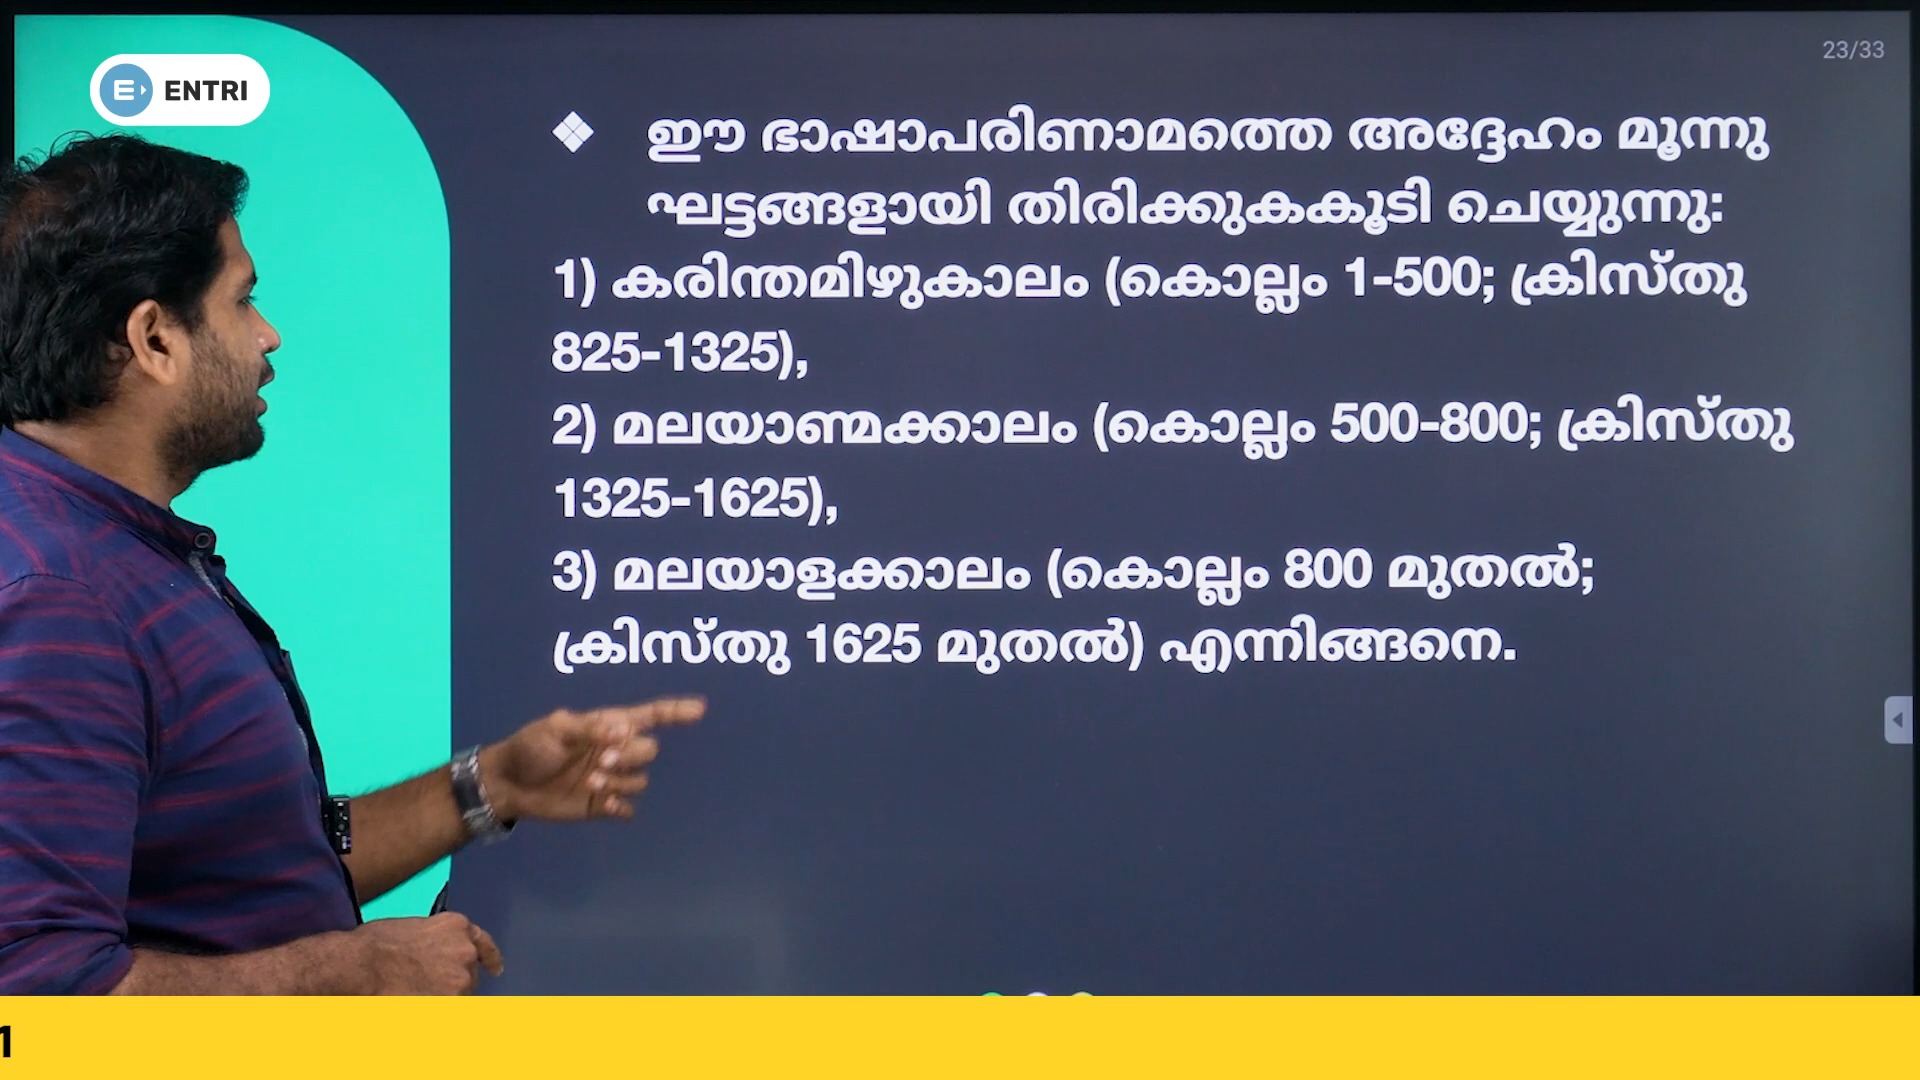 ENTRI
23/33
❖ ഈ ഭാഷാപരിണാമത്തെ അദ്ദേഹം മൂന്നു
ഘട്ടങ്ങളായി തിരിക്കുകകൂടി ചെയ്യുന്നു:
1) കരിന്തമിഴുകാലം (കൊല്ലം 1-500; ക്രിസ്തു
825-1325),
2) മലയാണ്മക്കാലം (കൊല്ലം 500-800; ക്രിസ്തു
1325-1625),
3) മലയാളക്കാലം (കൊല്ലം 800 മുതൽ;
ക്രിസ്തു 1625 മുതൽ) എന്നിങ്ങനെ.
1